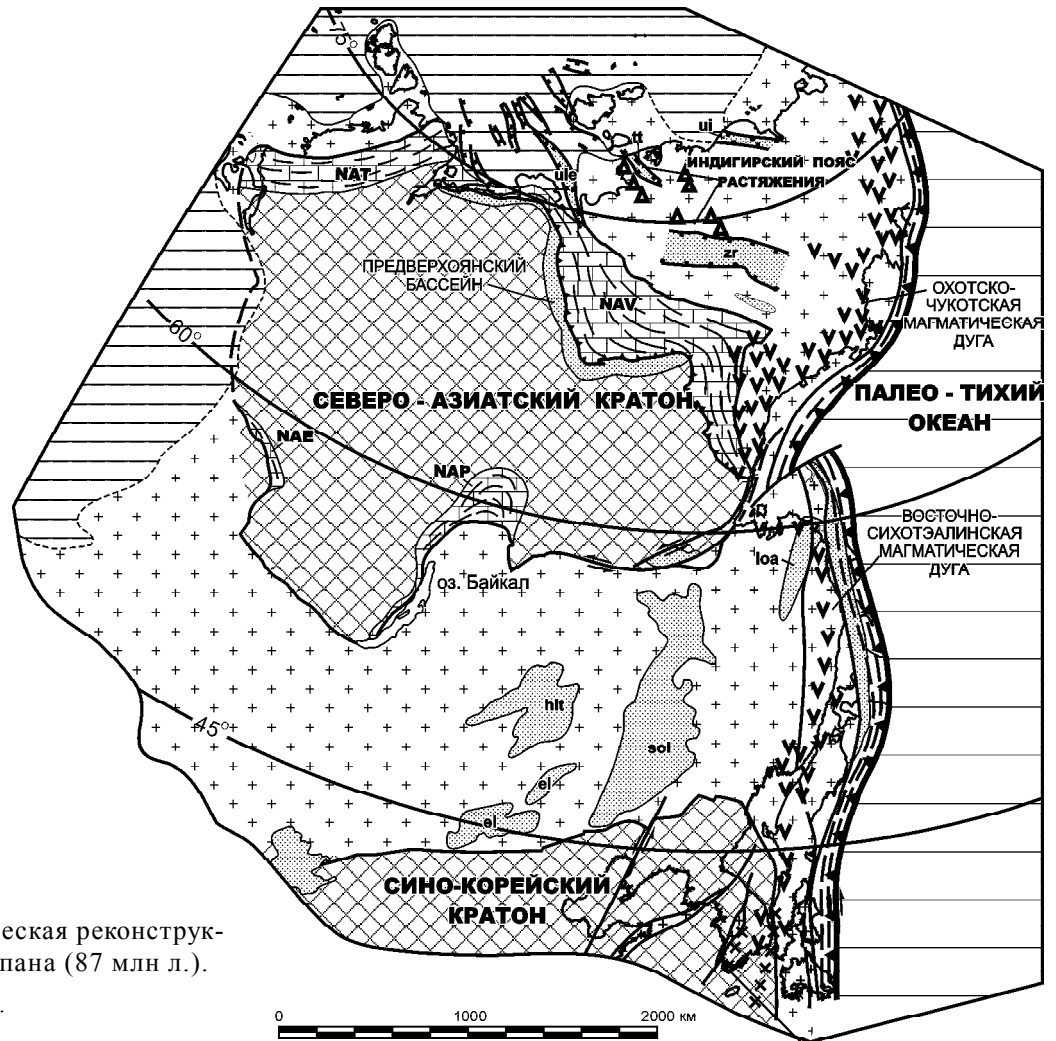 75°
NAT
ule
tt
ui
ИНДИГИРСКИЙ ПОЯС
РАСТЯЖЕНИЯ
zr
ПРЕДВЕРХОЯНСКИЙ
БАССЕЙН
NAV
ОХОТСКО-
ЧУКОТСКАЯ
МАГМАТИЧЕСКАЯ
ДУГА
60°
СЕВЕРО - АЗИАТСКИЙ КРАТОН
ПАЛЕО - ТИХИЙ
ОКЕАН
NAE
NAP
ВОСТОЧНО-
СИХОТЭАЛИНСКАЯ
МАГМАТИЧЕСКАЯ
ДУГА
loa
оз. Байкал
hlt
sol
45°
el
el
СИНО-КОРЕЙСКИЙ
КРАТОН
еская реконструк-
пана (87 млн л.).
0 1000 2000 км